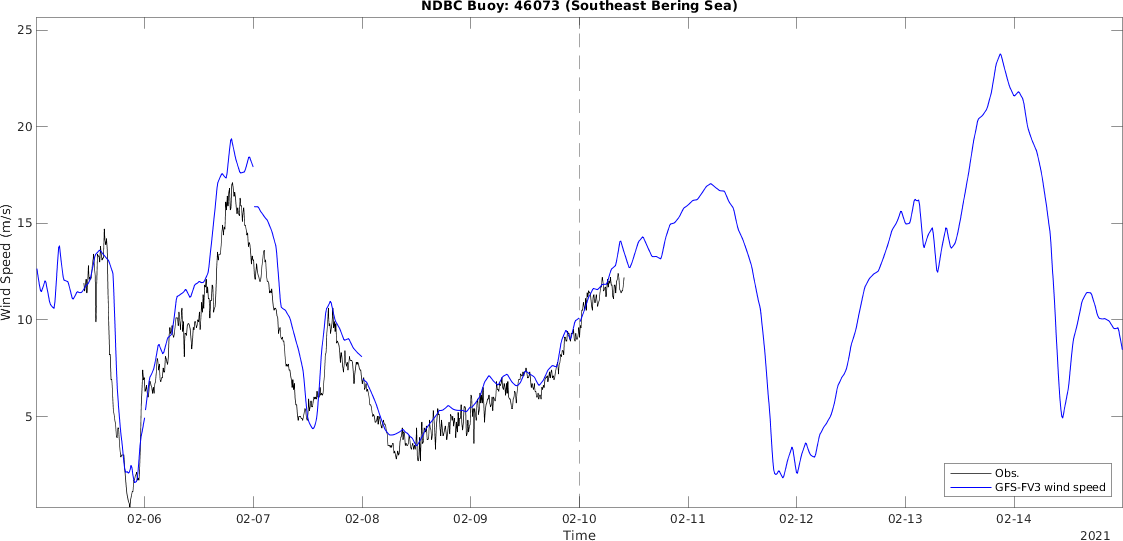 NDBC Buoy: 46073 (Southeast Bering Sea)
25
20
15
10
5
Wind Speed (m/s)
Obs.
GFS-FV3 wind speed
02-06 02-07 02-08 02-09 02-10 02-11 02-12 02-13 02-14
Time
2021